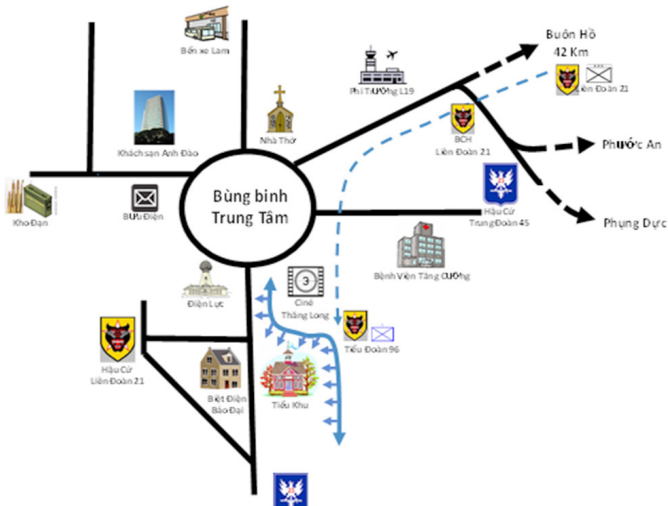 Bến xe Lam
Buôn Hồ
42 Km
Phi Trường L19
Liên Đoàn 21
Khách sạn Anh Đào
Nhà Thờ
BCH
Liên Đoàn 21
Phước An
Kho Đạn
Bưu Điện
Bùng binh
Trung Tâm
Hậu Cứ
Trung Đoàn 45
Phụng Dực
Bệnh Viện Tăng Cường
Điện Lực
3
Ciné
Thăng Long
Tiểu Đoàn 96
Hậu Cứ
Liên Đoàn 21
Biệt Điện
Bảo Đại
Tiểu Khu